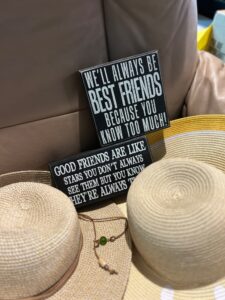 WE'LL ALWAYS BE
BEST FRIENDS
BECAUSE YOU
KNOW TOO MUCH!
GOOD FRIENDS ARE LIKE
STARS YOU DON'T ALWAYS
SEE THEM BUT YOU KNOW
THEY'RE ALWAYS